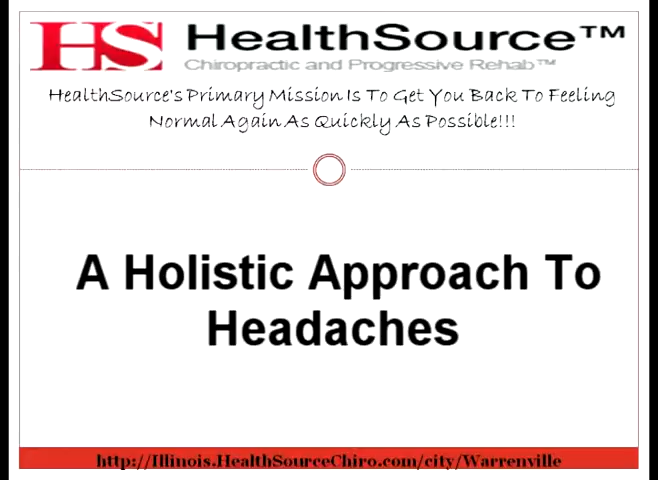 HS HealthSource™
Chiropractic and Progressive Rehab™
HealthSource's Primary Mission Is To Get You Back To Feeling
Normal Again As Quickly As Possible!!!
A Holistic Approach To
Headaches
http://Illinois.HealthSourceChiro.com/city/Warrenville